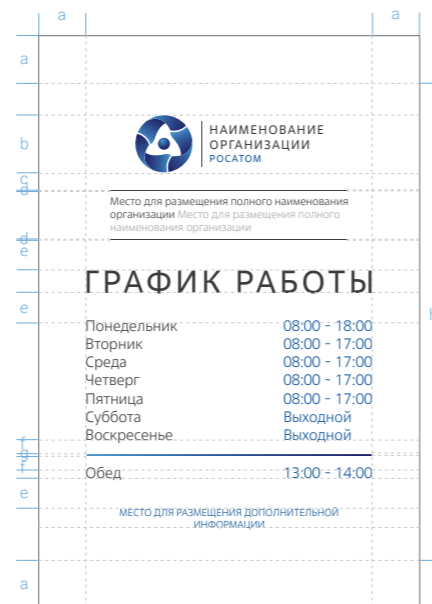 a a
a
НАИМЕНОВАНИЕ
ОРГАНИЗАЦИИ
РОСАТОМ
b
c
d
Место для размещения полного наименования
организации Место для размещения полного
наименования организации
d
e
ГРАФИК РАБОТЫ
e
Понедельник 08:00 - 18:00
Вторник 08:00 - 17:00
Среда 08:00 - 17:00
Четверг 08:00 - 17:00
Пятница 08:00 - 17:00
Суббота Выходной
Воскресенье Выходной
f
g
f
Обед 13:00 - 14:00
e
МЕСТО ДЛЯ РАЗМЕЩЕНИЯ ДОПОЛНИТЕЛЬНОЙ
ИНФОРМАЦИИ
a